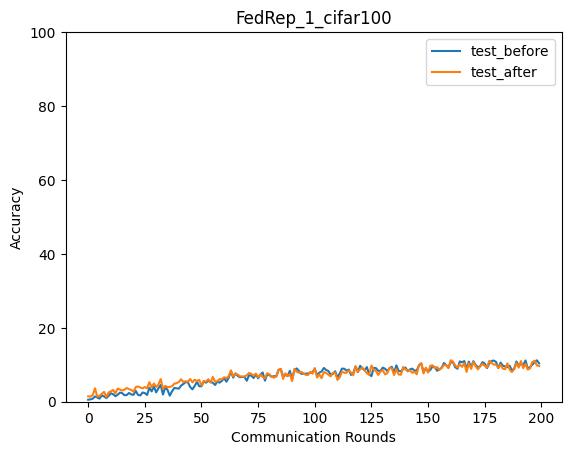 FedRep_1_cifar100
test_before
test_after
100
80
60
40
20
0
Accuracy
0 25 50 75 100 125 150 175 200
Communication Rounds